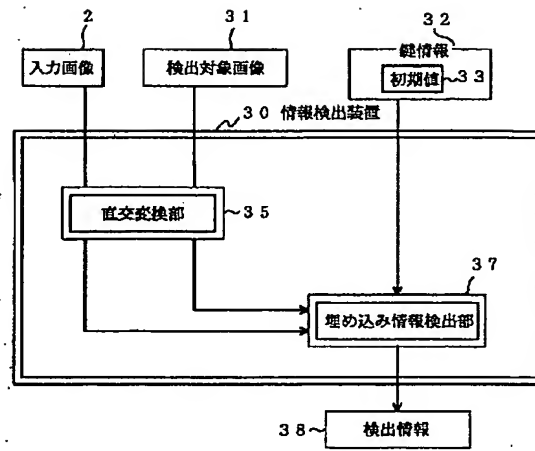 2
31
32
入力画像
検出対象画像
鍵情報
初期値
33
30 情報検出装置
直交変換部
35
37
埋め込み情報検出部
38
検出情報